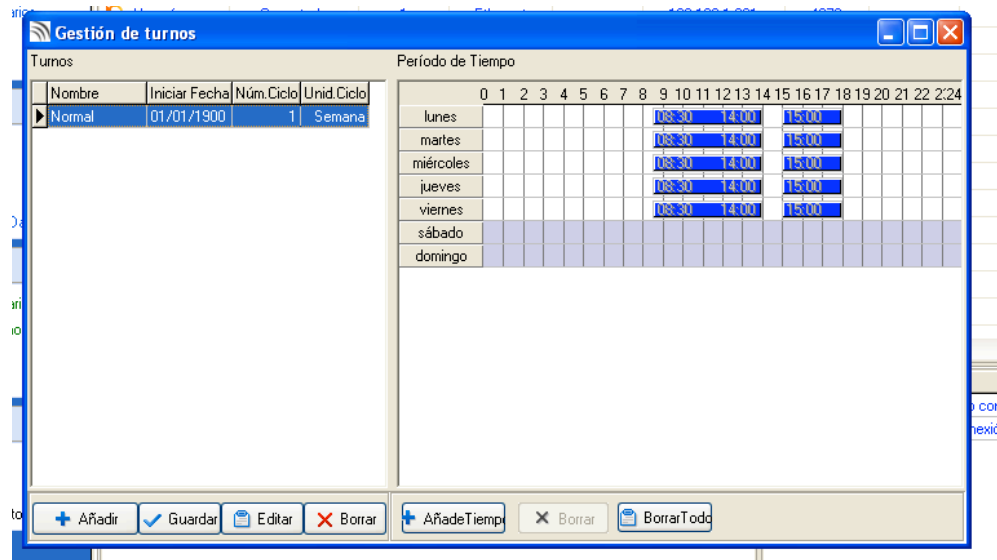 Gestión de turnos
Turnos
Período de Tiempo
Nombre Iniciar Fecha Núm.Ciclo Unid.Ciclo
Normal 01/01/1900 1 Semana
0 1 2 3 4 5 6 7 8 9 10 11 12 13 14 15 16 17 18 19 20 21 22 24
lunes 08:30 14:00 15:00
martes 08:30 14:00 15:00
miércoles 08:30 14:00 15:00
jueves 08:30 14:00 15:00
viernes 08:30 14:00 15:00
sábado
domingo
Añadir Guardar Editar Borrar AñadeTiempo Borrar BorrarTodo